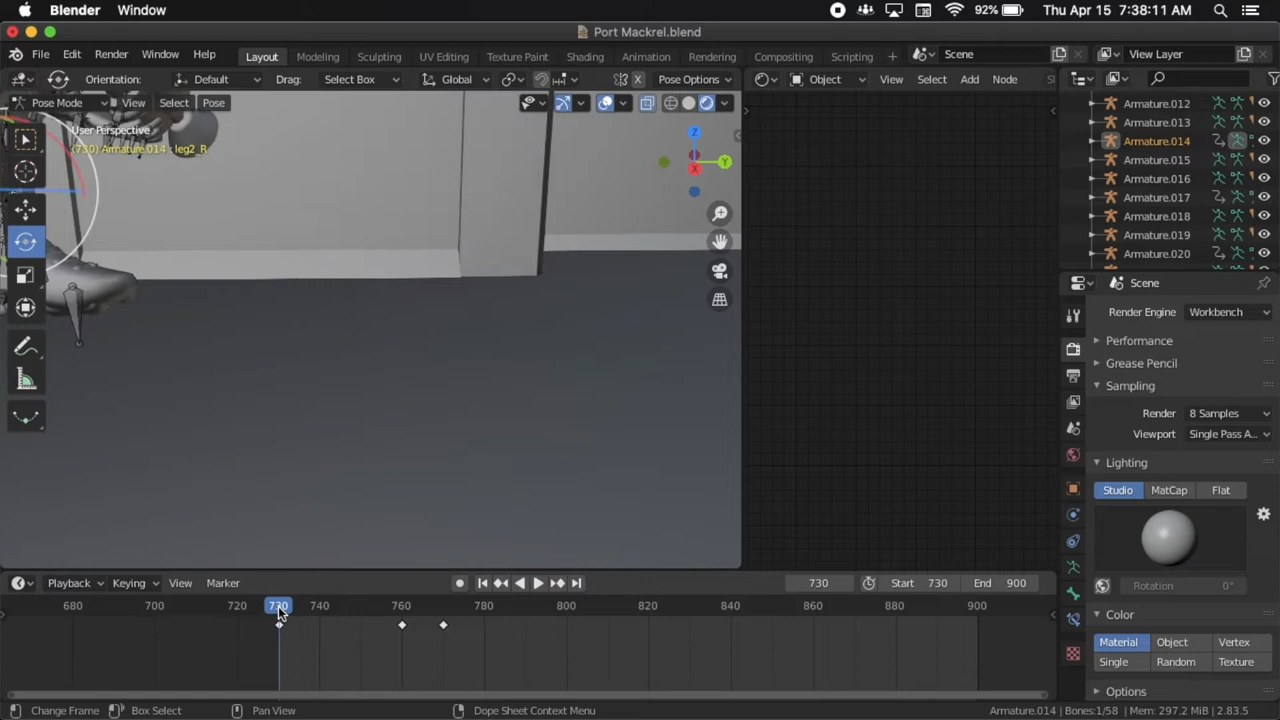 Blender Window 92% Thu Apr 15 7:38:11 AM
Port Mackrel.blend
File Edit Render Window Help Layout Modeling Sculpting UV Editing Texture Paint Shading Animation Rendering Compositing Scripting + Scene View Layer
Orientation: Default Drag: Select Box Global X Pose Options Object View Select Add Node
Pose Mode View Select Pose
User Perspective
(730) Armature.014 : leg2_R
Z
Y
X
Armature.012
Armature.013
Armature.014
Armature.015
Armature.016
Armature.017
Armature.018
Armature.019
Armature.020
Scene
Render Engine Workbench
Performance
Grease Pencil
Sampling
Render 8 Samples
Viewport Single Pass A...
Lighting
Studio MatCap Flat
Rotation 0°
Color
Material Object Vertex
Single Random Texture
Options
Playback Keying View Marker 730 Start 730 End 900
680 700 720 730 740 760 780 800 820 840 860 880 900
Change Frame Box Select Pan View Dope Sheet Context Menu Armature.014 | Bones:1/58 | Mem: 297.2 MiB | 2.83.5